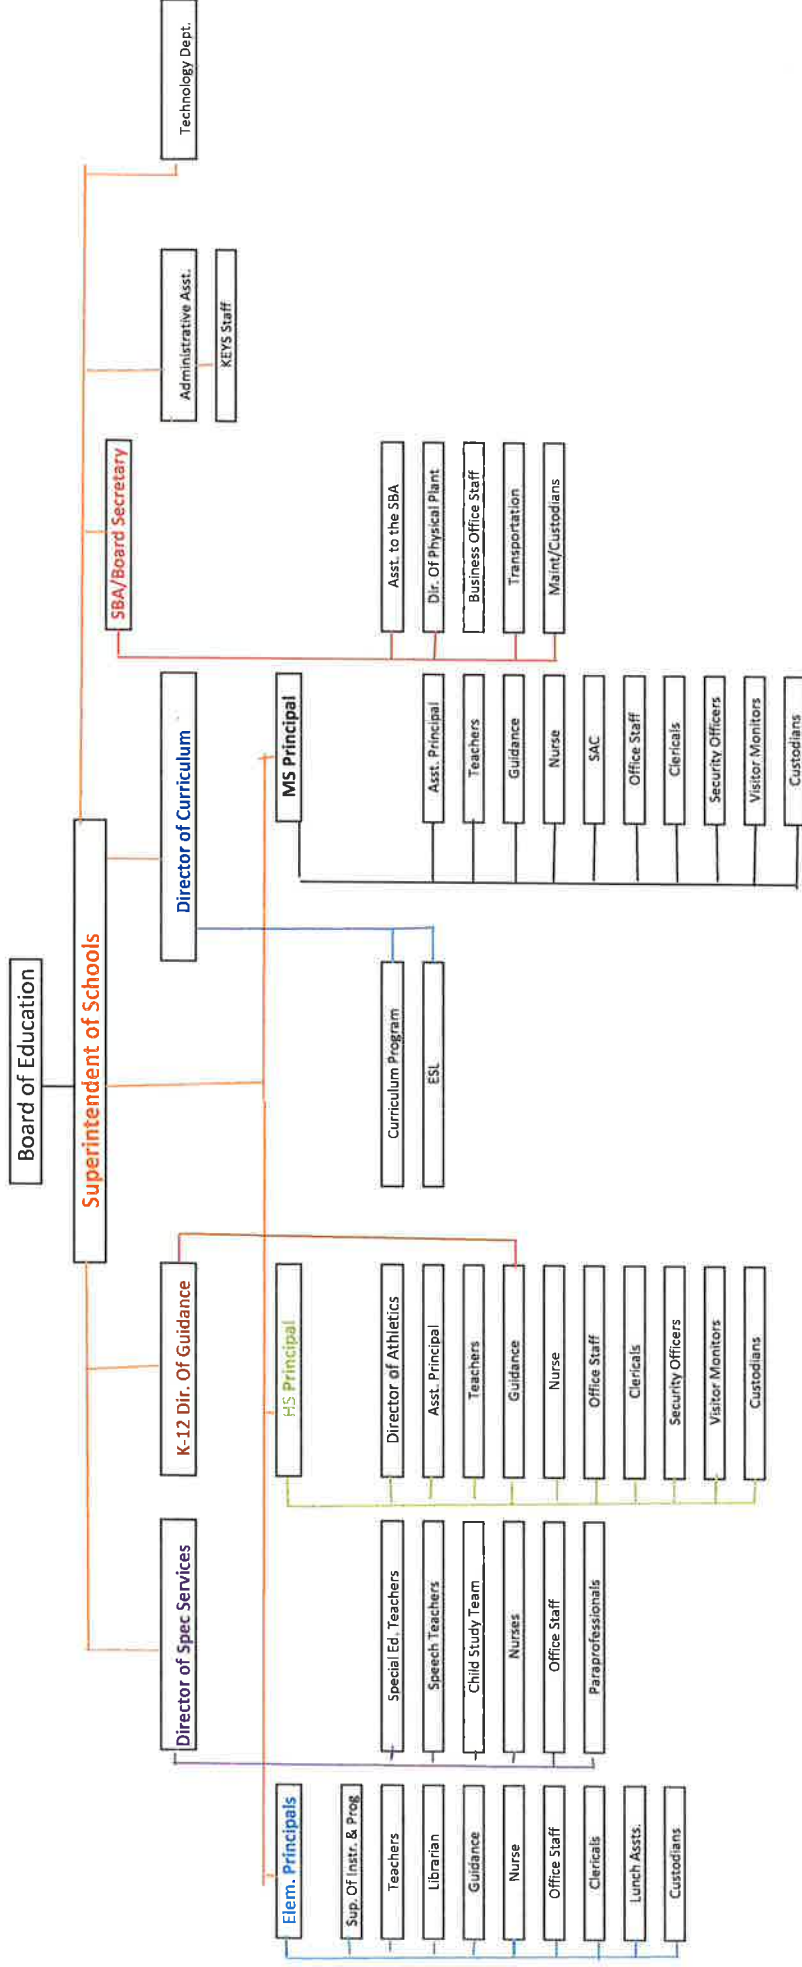 Board of Education
Superintendent of Schools
Director of Spec Services
K-12 Dir. Of Guidance
Director of Curriculum
SBA/Board Secretary
Administrative Asst.
KEYS Staff
Technology Dept.
Elem. Principals
HS Principal
MS Principal
Sup. Of Instr. & Prog
Teachers
Librarian
Guidance
Nurse
Office Staff
Clericals
Lunch Assts.
Custodians
Special Ed. Teachers
Speech Teachers
Child Study Team
Nurses
Office Staff
Paraprofessionals
Director of Athletics
Asst. Principal
Teachers
Guidance
Nurse
Office Staff
Clericals
Security Officers
Visitor Monitors
Custodians
Curriculum Program
ESL
Asst. Principal
Teachers
Guidance
Nurse
SAC
Office Staff
Clericals
Security Officers
Visitor Monitors
Custodians
Asst. to the SBA
Dir. Of Physical Plant
Business Office Staff
Transportation
Maint/Custodians